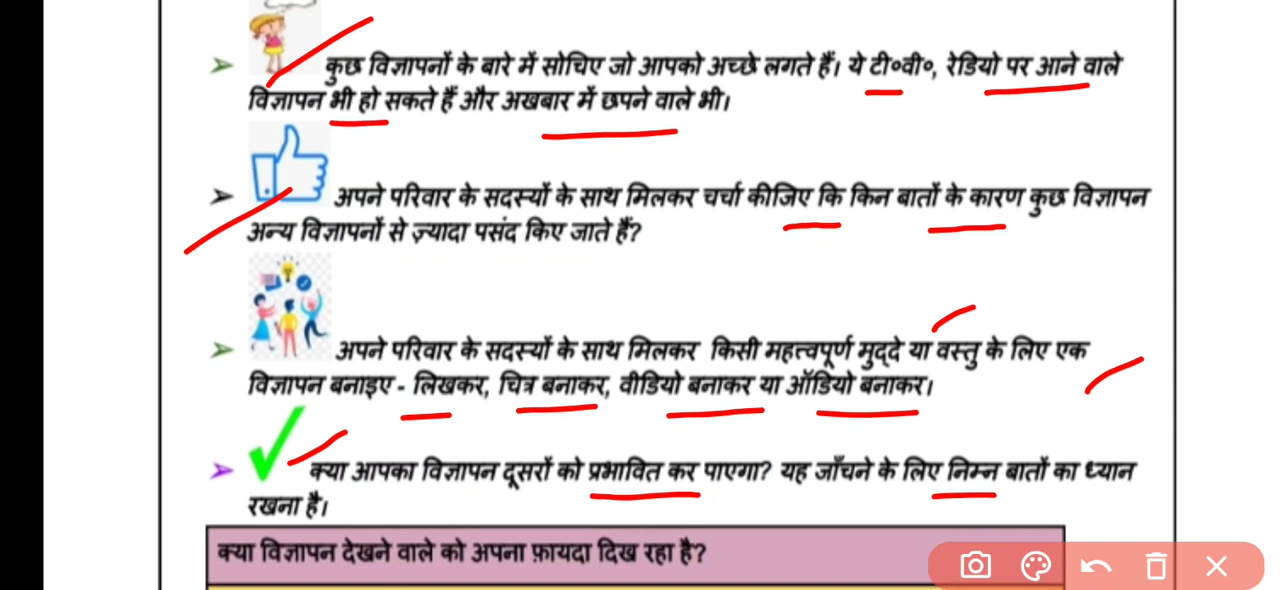 ➢ कुछ विज्ञापनों के बारे में सोचिए जो आपको अच्छे लगते हैं। ये टी०वी०, रेडियो पर आने वाले
विज्ञापन भी हो सकते हैं और अखबार में छपने वाले भी।
➢ अपने परिवार के सदस्यों के साथ मिलकर चर्चा कीजिए कि किन बातों के कारण कुछ विज्ञापन
अन्य विज्ञापनों से ज़्यादा पसंद किए जाते हैं?
➢ अपने परिवार के सदस्यों के साथ मिलकर किसी महत्त्वपूर्ण मुद्दे या वस्तु के लिए एक
विज्ञापन बनाइए - लिखकर, चित्र बनाकर, वीडियो बनाकर या ऑडियो बनाकर।
➢ क्या आपका विज्ञापन दूसरों को प्रभावित कर पाएगा? यह जाँचने के लिए निम्न बातों का ध्यान
रखना है।
क्या विज्ञापन देखने वाले को अपना फ़ायदा दिख रहा है?